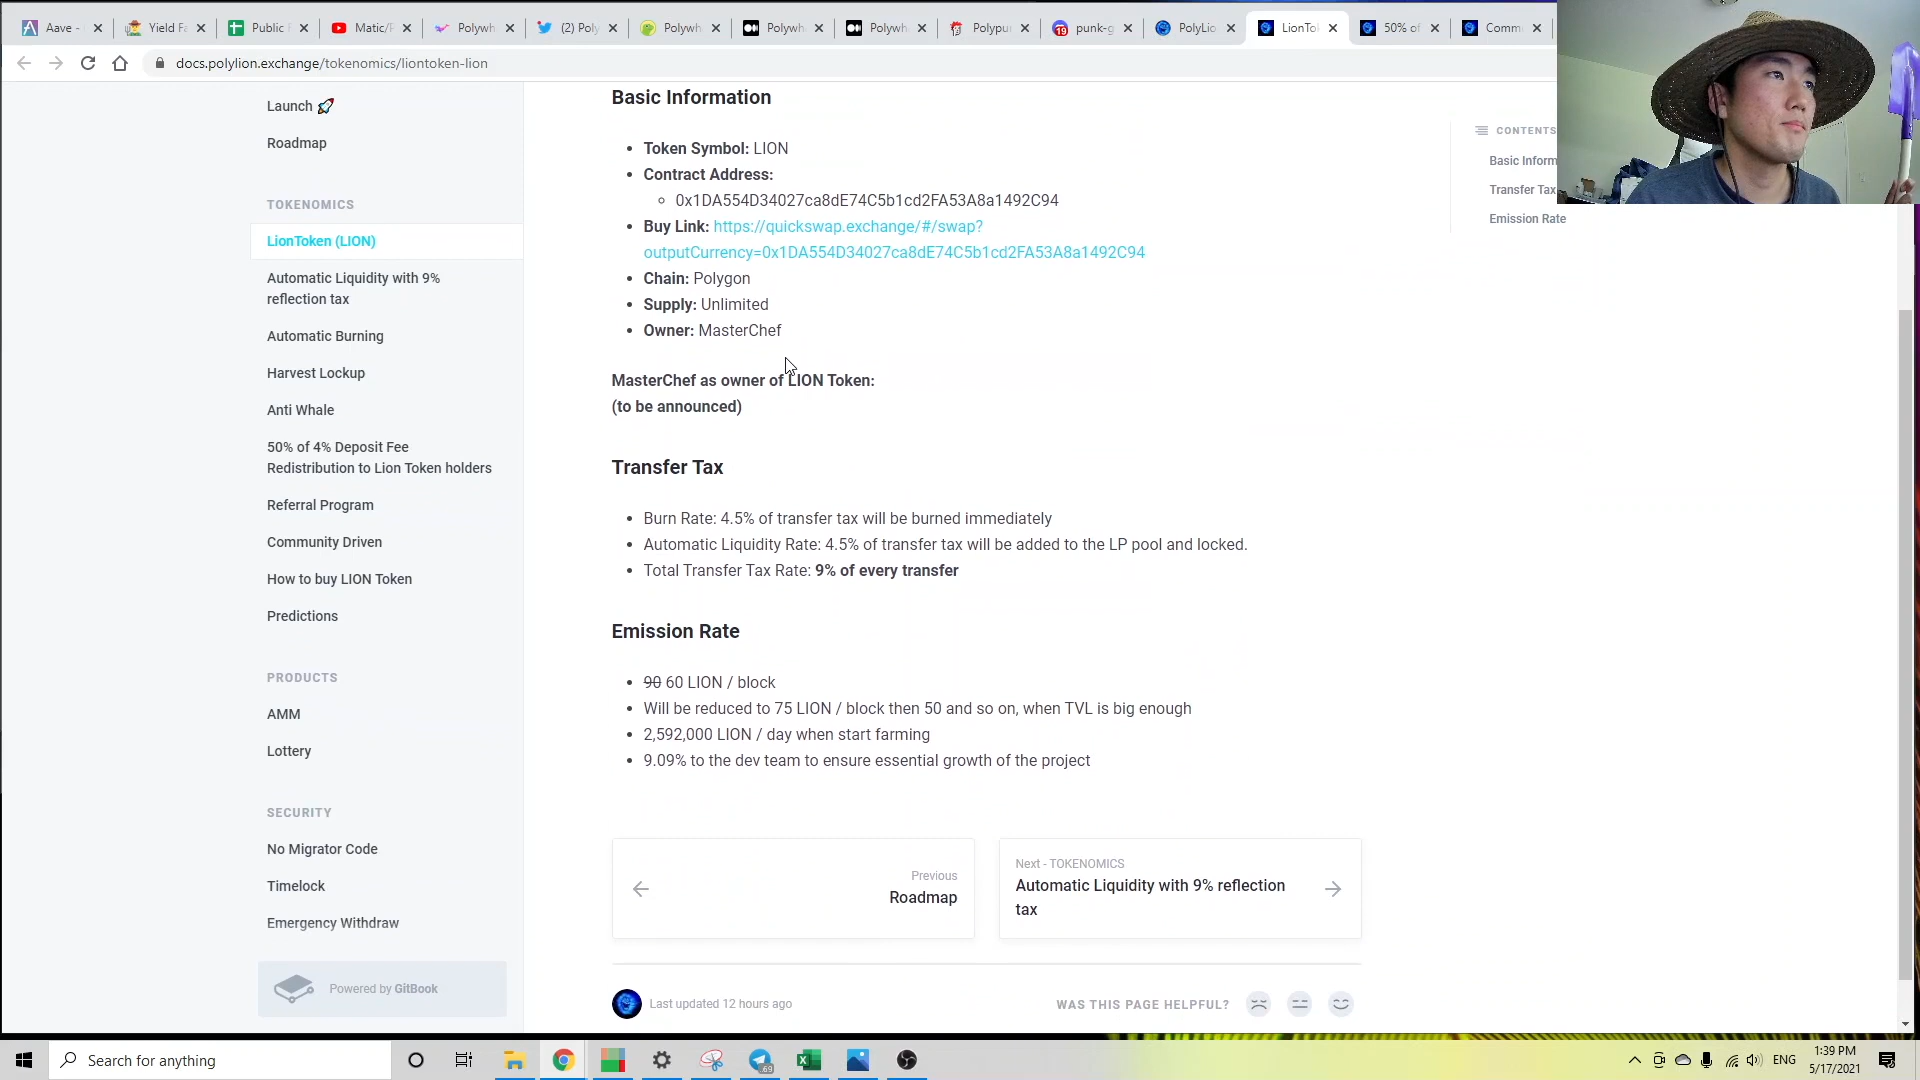 Aave -
Yield Fa
Public
Matic/F
Polywh
(2) Poly
Polywh
Polywh
Polywh
Polypu
punk-g
PolyLio
LionTo
50% of
Comm
docs.polylion.exchange/tokenomics/liontoken-lion
Launch 🚀
Roadmap
TOKENOMICS
LionToken (LION)
Automatic Liquidity with 9%
reflection tax
Automatic Burning
Harvest Lockup
Anti Whale
50% of 4% Deposit Fee
Redistribution to Lion Token holders
Referral Program
Community Driven
How to buy LION Token
Predictions
PRODUCTS
AMM
Lottery
SECURITY
No Migrator Code
Timelock
Emergency Withdraw
Powered by GitBook
Basic Information
Token Symbol: LION
Contract Address:
0x1DA554D34027ca8dE74C5b1cd2FA53A8a1492C94
Buy Link: https://quickswap.exchange/#/swap?
outputCurrency=0x1DA554D34027ca8dE74C5b1cd2FA53A8a1492C94
Chain: Polygon
Supply: Unlimited
Owner: MasterChef
MasterChef as owner of LION Token:
(to be announced)
Transfer Tax
Burn Rate: 4.5% of transfer tax will be burned immediately
Automatic Liquidity Rate: 4.5% of transfer tax will be added to the LP pool and locked.
Total Transfer Tax Rate: 9% of every transfer
Emission Rate
90 60 LION / block
Will be reduced to 75 LION / block then 50 and so on, when TVL is big enough
2,592,000 LION / day when start farming
9.09% to the dev team to ensure essential growth of the project
Previous
Roadmap
Next - TOKENOMICS
Automatic Liquidity with 9% reflection
tax
Last updated 12 hours ago
WAS THIS PAGE HELPFUL?
CONTENTS
Basic Inform
Transfer Tax
Emission Rate
Search for anything
ENG
1:39 PM
5/17/2021